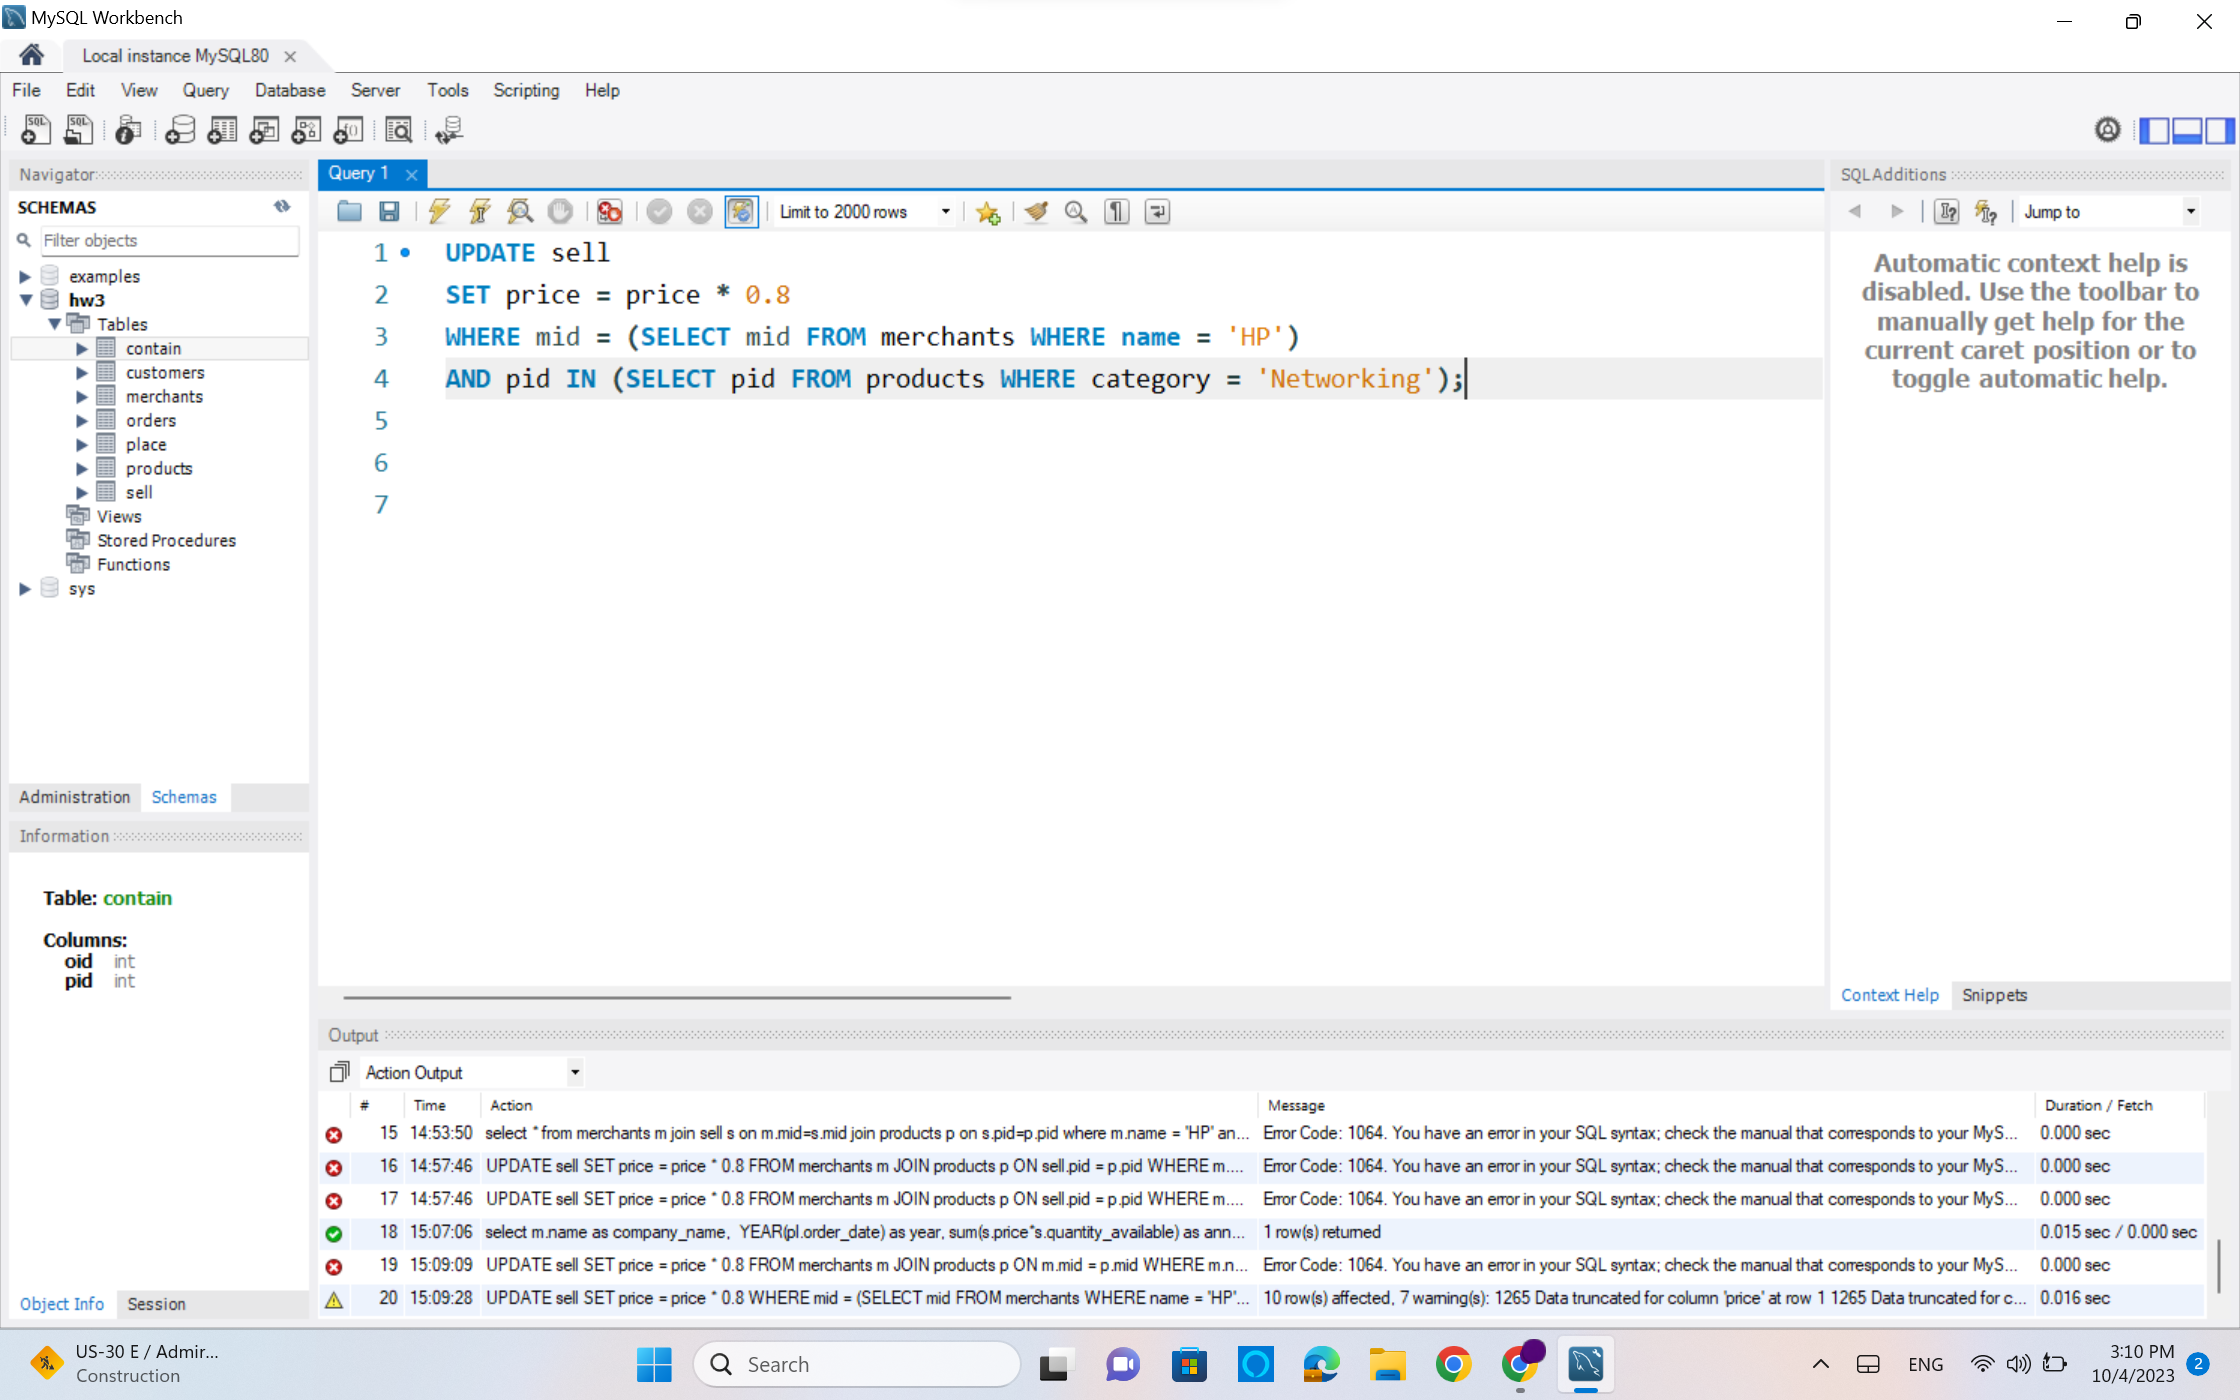 MySQL Workbench
Local instance MySQL80
File Edit View Query Database Server Tools Scripting Help
Navigator
SCHEMAS
Filter objects
examples
hw3
Tables
contain
customers
merchants
orders
place
products
sell
Views
Stored Procedures
Functions
sys
Administration Schemas
Information
Table: contain
Columns:
oid int
pid int
Object Info Session
Query 1
Limit to 2000 rows
1 UPDATE sell
2 SET price = price * 0.8
3 WHERE mid = (SELECT mid FROM merchants WHERE name = 'HP')
4 AND pid IN (SELECT pid FROM products WHERE category = 'Networking');
5
6
7
SQLAdditions
Jump to
Automatic context help is
disabled. Use the toolbar to
manually get help for the
current caret position or to
toggle automatic help.
Context Help Snippets
Output
Action Output
# Time Action Message Duration / Fetch
15 14:53:50 select * from merchants m join sell s on m.mid=s.mid join products p on s.pid=p.pid where m.name = 'HP' an... Error Code: 1064. You have an error in your SQL syntax; check the manual that corresponds to your MyS... 0.000 sec
16 14:57:46 UPDATE sell SET price = price * 0.8 FROM merchants m JOIN products p ON sell.pid = p.pid WHERE m.... Error Code: 1064. You have an error in your SQL syntax; check the manual that corresponds to your MyS... 0.000 sec
17 14:57:46 UPDATE sell SET price = price * 0.8 FROM merchants m JOIN products p ON sell.pid = p.pid WHERE m.... Error Code: 1064. You have an error in your SQL syntax; check the manual that corresponds to your MyS... 0.000 sec
18 15:07:06 select m.name as company_name, YEAR(pl.order_date) as year, sum(s.price*s.quantity_available) as ann... 1 row(s) returned 0.015 sec / 0.000 sec
19 15:09:09 UPDATE sell SET price = price * 0.8 FROM merchants m JOIN products p ON m.mid = p.mid WHERE m.n... Error Code: 1064. You have an error in your SQL syntax; check the manual that corresponds to your MyS... 0.000 sec
20 15:09:28 UPDATE sell SET price = price * 0.8 WHERE mid = (SELECT mid FROM merchants WHERE name = 'HP'... 10 row(s) affected, 7 warning(s): 1265 Data truncated for column 'price' at row 1 1265 Data truncated for c... 0.016 sec
US-30 E / Admir...
Construction
Search
ENG
3:10 PM
10/4/2023
2